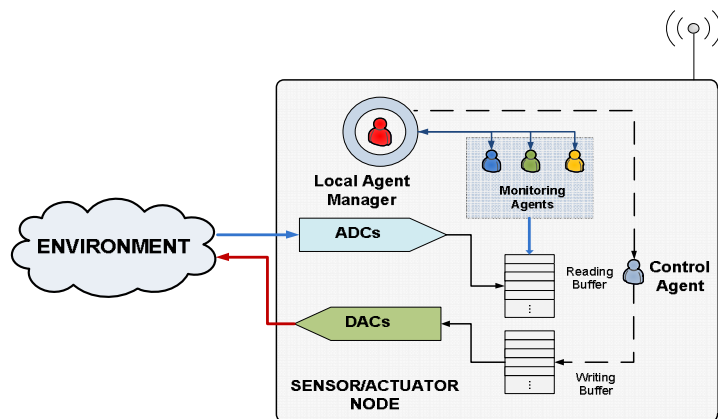 Local Agent
Manager
Monitoring
Agents
ENVIRONMENT
ADCs
Reading
Buffer
Control
Agent
DACs
Writing
Buffer
SENSOR/ACTUATOR
NODE